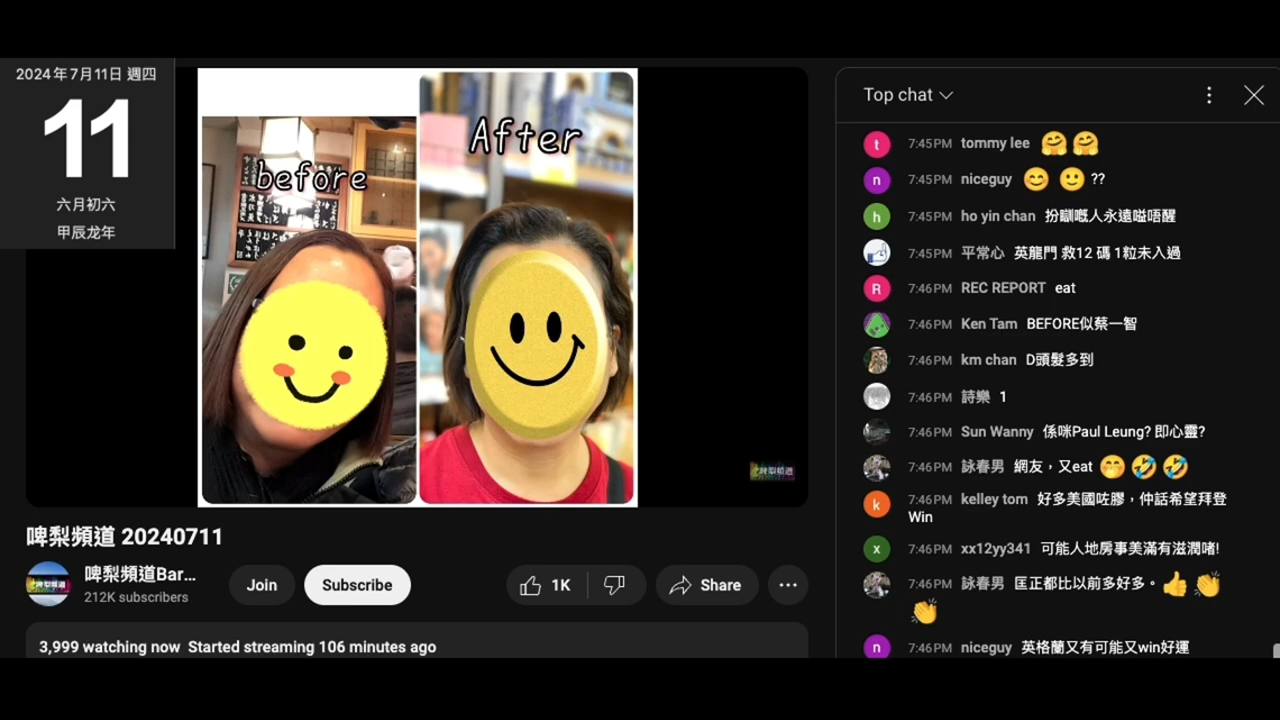 2024年7月11日 週四
11
六月初六
甲辰龙年
before
After
啤梨頻道
啤梨頻道 20240711
啤梨頻道Bar...
212K subscribers
Join
Subscribe
1K
Share
3,999 watching now Started streaming 106 minutes ago
Top chat
7:45PM tommy lee 🤗 🤗
7:45PM niceguy 😊 🙂 ??
7:45PM ho yin chan 扮瞓嘅人永遠嗌唔醒
7:45PM 平常心 英龍門 救12 碼 1粒未入過
7:46PM REC REPORT eat
7:46PM Ken Tam BEFORE似蔡一智
7:46PM km chan D頭髮多到
7:46PM 詩樂 1
7:46PM Sun Wanny 係咪Paul Leung? 即心靈?
7:46PM 詠春男 網友，又eat 🤭 🤣 🤣
7:46PM kelley tom 好多美國咗膠，仲話希望拜登
Win
7:46PM xx12yy341 可能人地房事美滿有滋潤啫!
7:46PM 詠春男 匡正都比以前多好多。👍 👏
👏
7:46PM niceguy 英格蘭又有可能又win好運